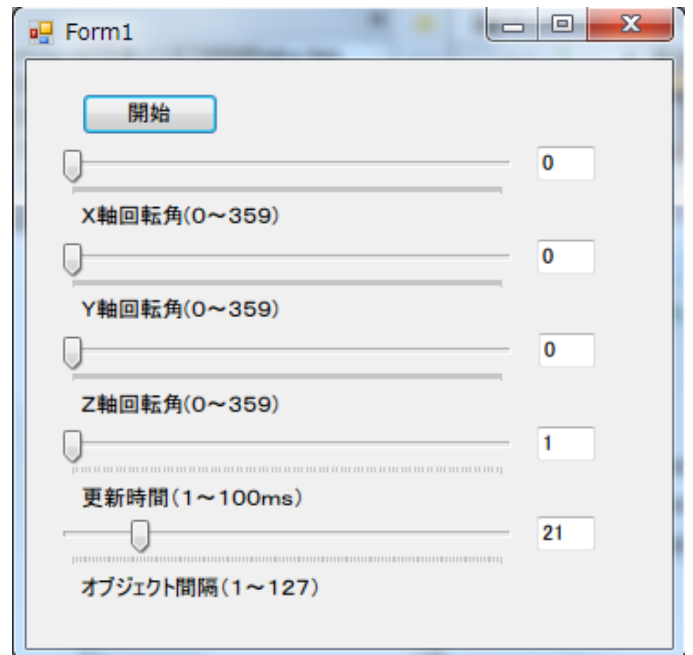 Form1
開始
0
X軸回転角(0～359)
0
Y軸回転角(0～359)
0
Z軸回転角(0～359)
1
更新時間(1～100ms)
21
オブジェクト間隔(1～127)